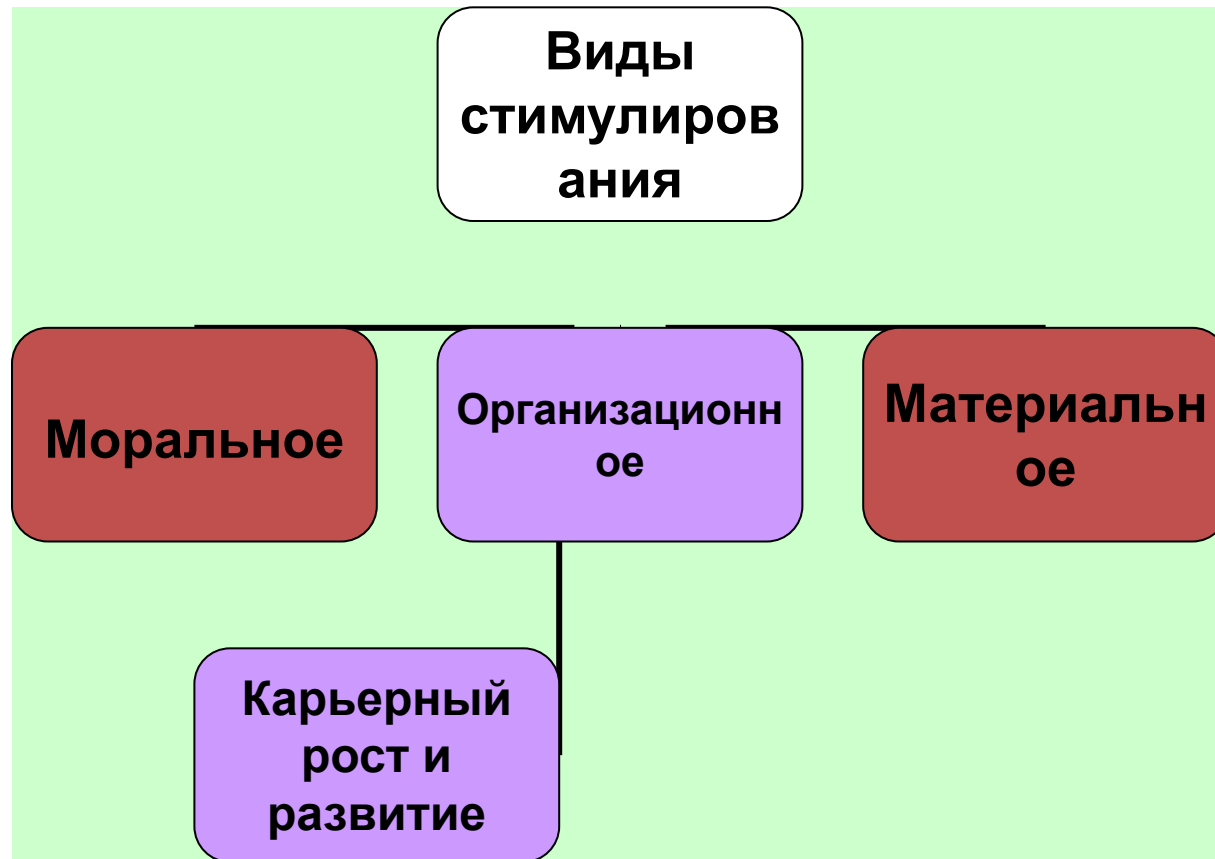 Виды
стимулиров
ания
Моральное
Организационн
ое
Материальн
ое
Карьерный
рост и
развитие